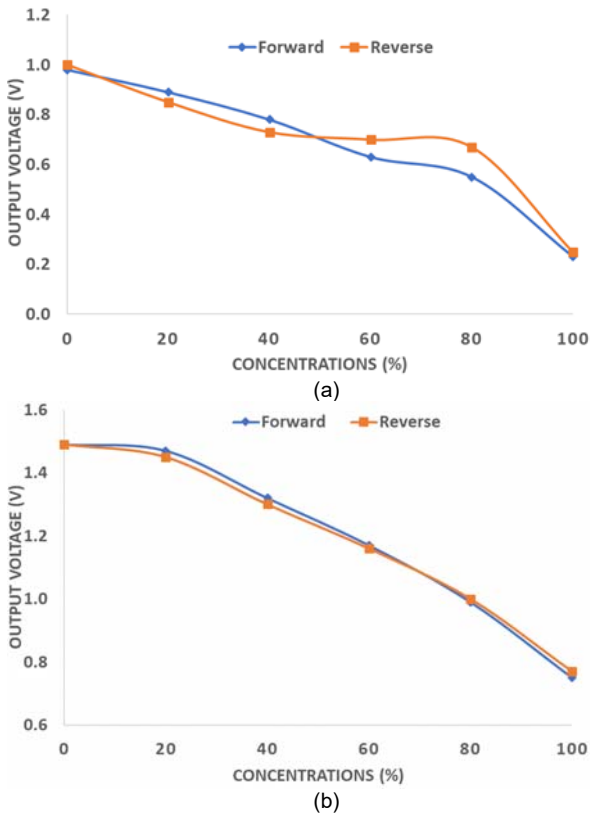 1.2
Forward Reverse
1.0
0.8
0.6
0.4
0.2
0.0
OUTPUT VOLTAGE (V)
0 20 40 60 80 100
CONCENTRATIONS (%)
(a)
1.6
Forward Reverse
1.4
1.2
1.0
0.8
0.6
OUTPUT VOLTAGE (V)
0 20 40 60 80 100
CONCENTRATIONS (%)
(b)